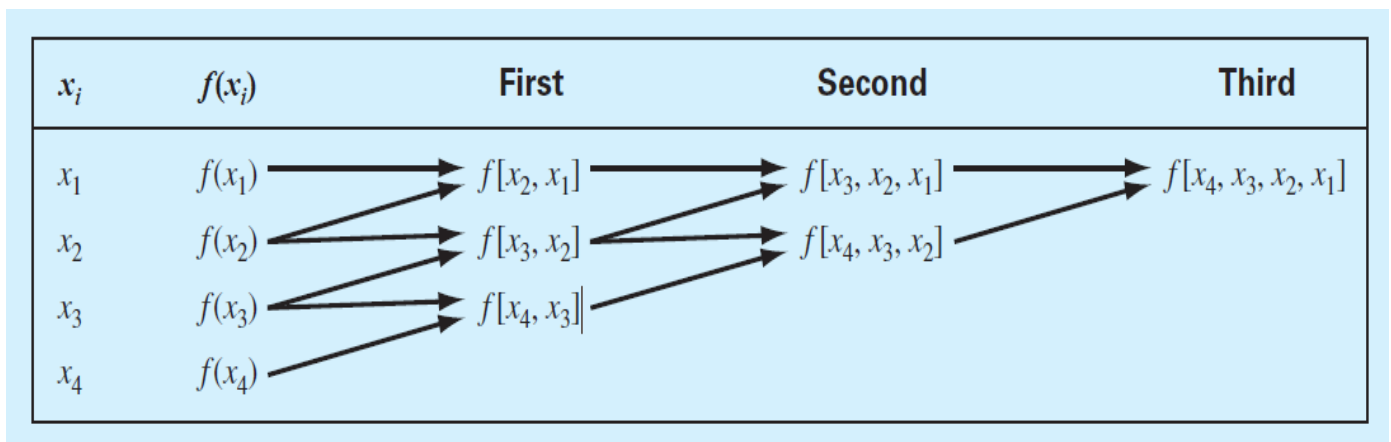 xᵢ f(xᵢ) First Second Third
x₁ f(x₁) f[x₂, x₁] f[x₃, x₂, x₁] f[x₄, x₃, x₂, x₁]
x₂ f(x₂) f[x₃, x₂] f[x₄, x₃, x₂]
x₃ f(x₃) f[x₄, x₃]
x₄ f(x₄)